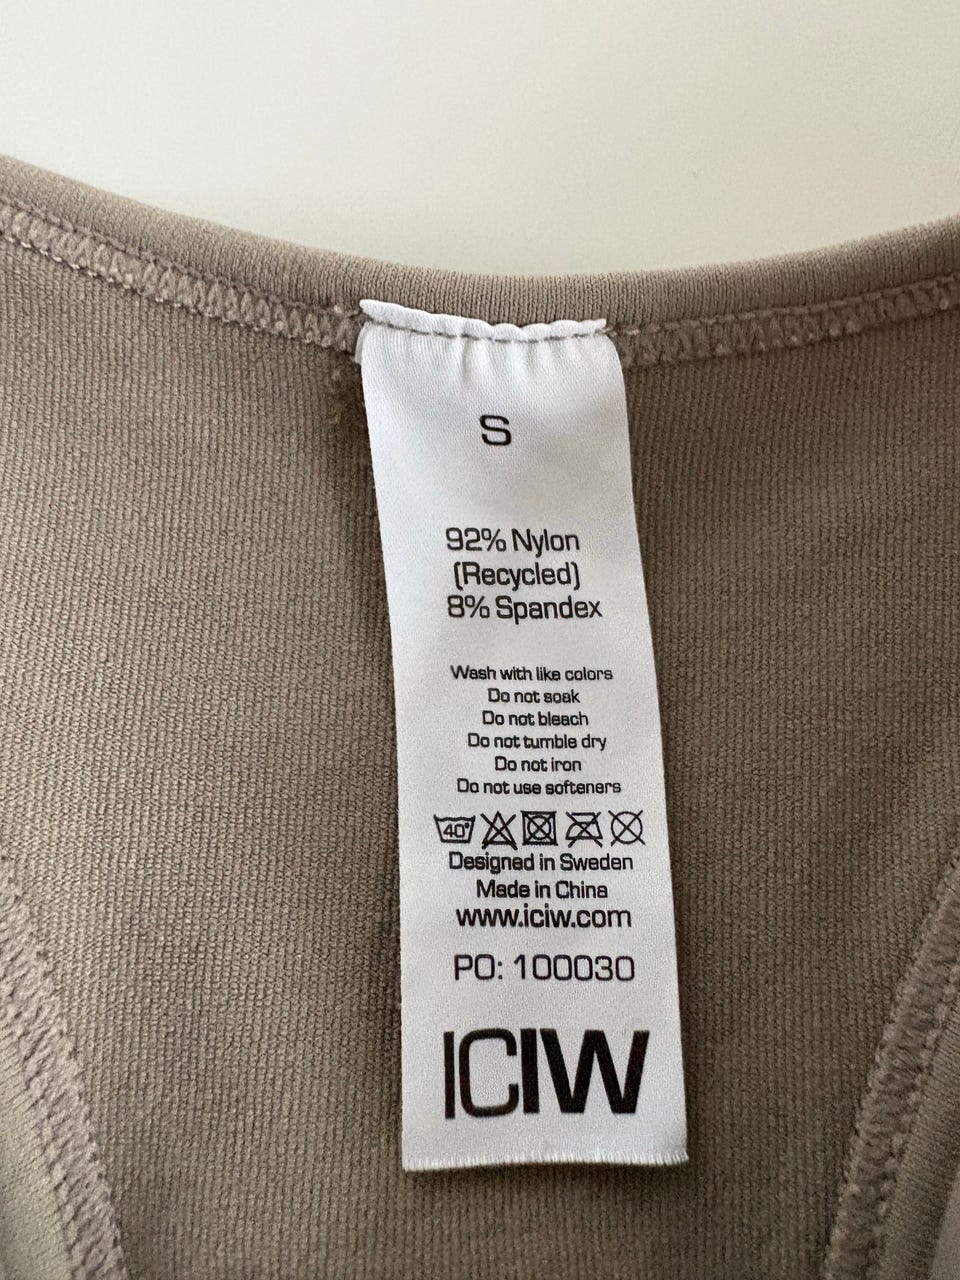 S
92% Nylon
(Recycled)
8% Spandex
Wash with like colors
Do not soak
Do not bleach
Do not tumble dry
Do not iron
Do not use softeners
40°
Designed in Sweden
Made in China
www.iciw.com
PO: 100030
ICIW